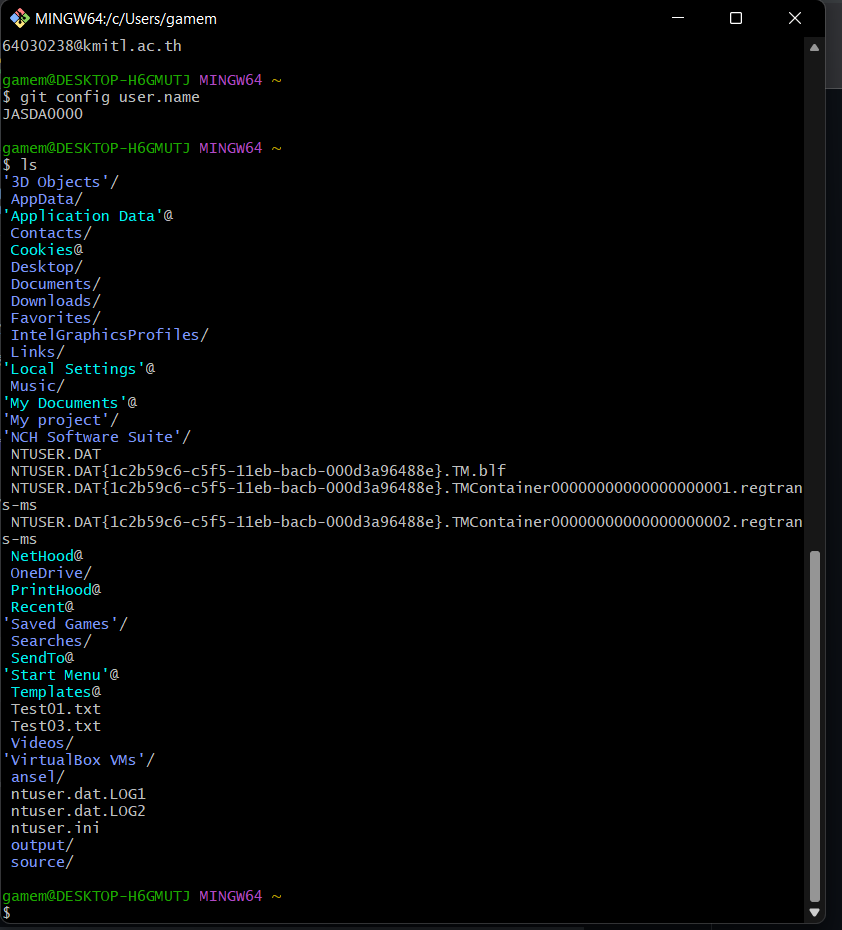 MINGW64:/c/Users/gamem
64030238@kmitl.ac.th
gamem@DESKTOP-H6GMUTJ MINGW64 ~
$ git config user.name
JASDA0000
gamem@DESKTOP-H6GMUTJ MINGW64 ~
$ ls
'3D Objects'/
AppData/
'Application Data'@
Contacts/
Cookies@
Desktop/
Documents/
Downloads/
Favorites/
IntelGraphicsProfiles/
Links/
'Local Settings'@
Music/
'My Documents'@
'My project'/
'NCH Software Suite'/
NTUSER.DAT
NTUSER.DAT{1c2b59c6-c5f5-11eb-bacb-000d3a96488e}.TM.blf
NTUSER.DAT{1c2b59c6-c5f5-11eb-bacb-000d3a96488e}.TMContainer00000000000000000001.regtran
s-ms
NTUSER.DAT{1c2b59c6-c5f5-11eb-bacb-000d3a96488e}.TMContainer00000000000000000002.regtran
s-ms
NetHood@
OneDrive/
PrintHood@
Recent@
'Saved Games'/
Searches/
SendTo@
'Start Menu'@
Templates@
Test01.txt
Test03.txt
Videos/
'VirtualBox VMs'/
ansel/
ntuser.dat.LOG1
ntuser.dat.LOG2
ntuser.ini
output/
source/
gamem@DESKTOP-H6GMUTJ MINGW64 ~
$